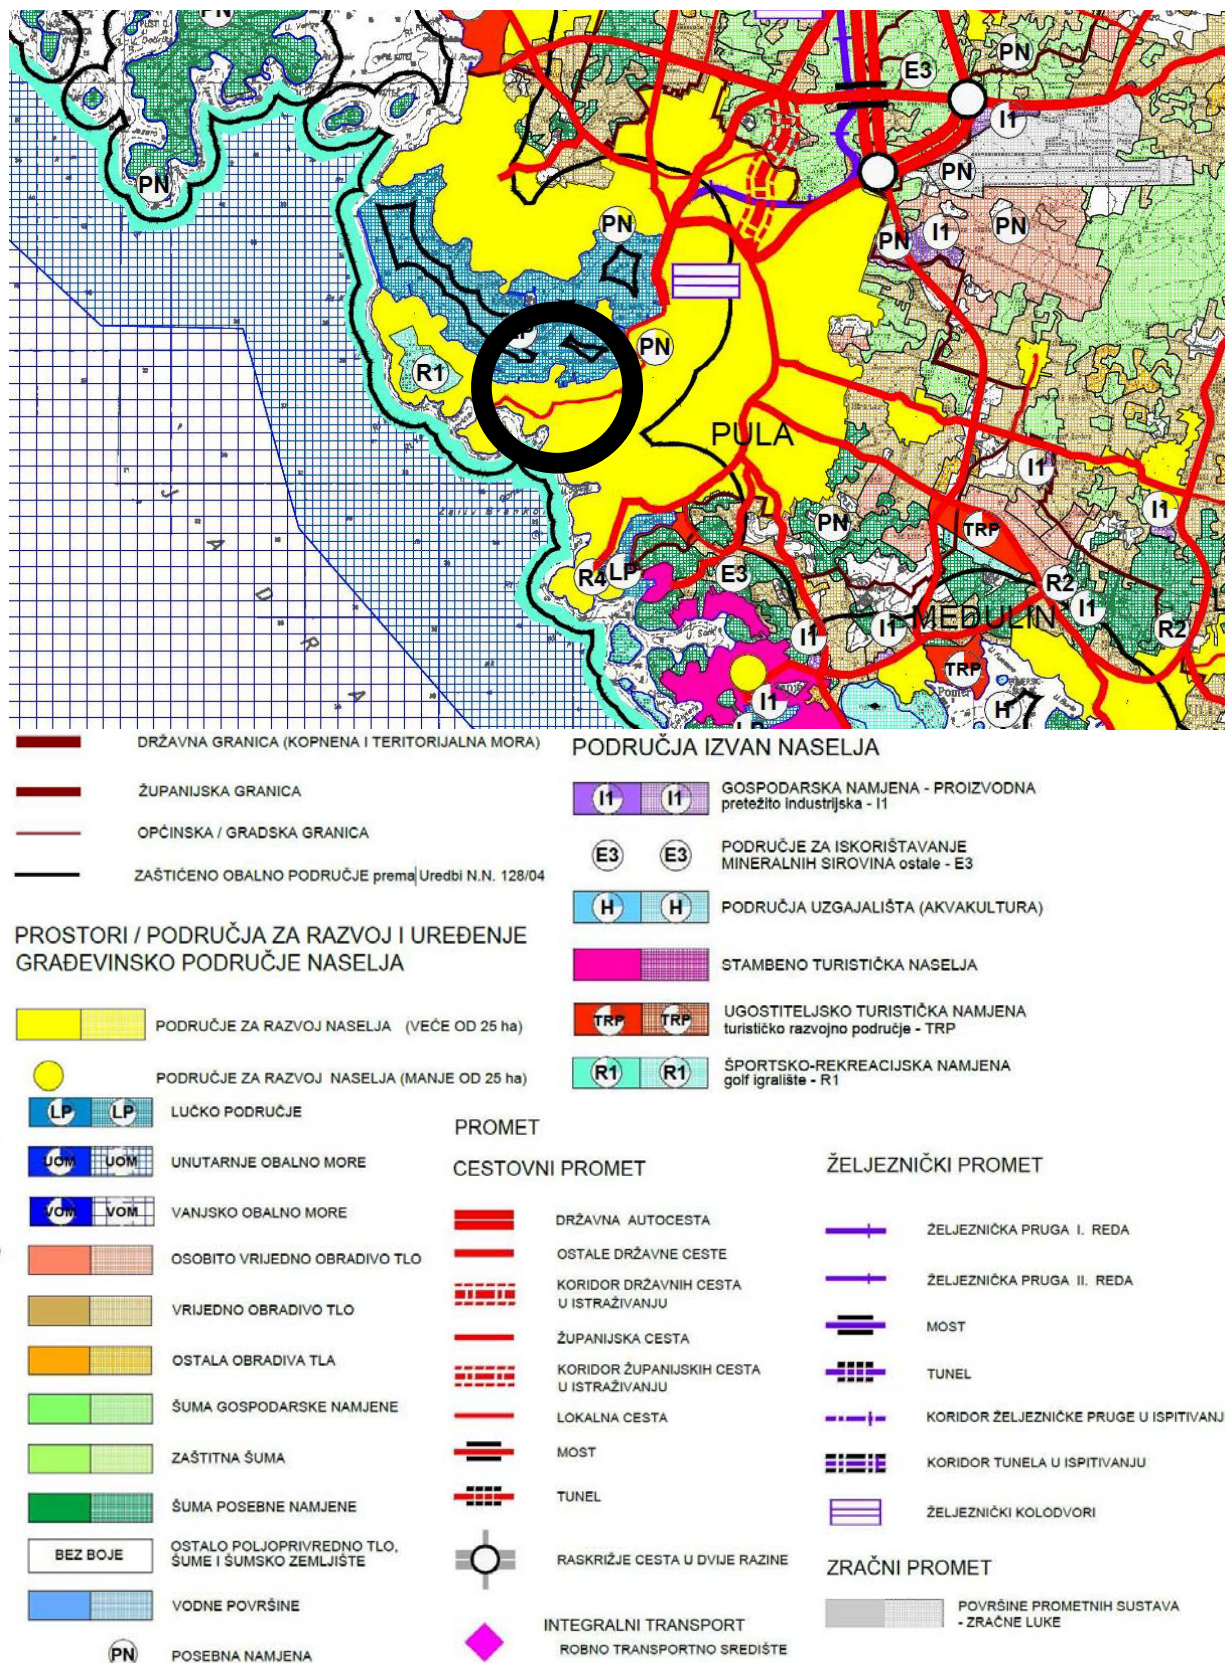 PN
E3
PN
I1
PN
PN
PN
PN
I1
PN
PN
R1
PULA
I1
I1
PN
TRP
R4
LP
E3
R2
I1
MEDULIN
I1
I1
R2
TRP
Pomer
I1
H
J
A
D
R
A
DRŽAVNA GRANICA (KOPNENA I TERITORIJALNA MORA)
ŽUPANIJSKA GRANICA
OPĆINSKA / GRADSKA GRANICA
ZAŠTIĆENO OBALNO PODRUČJE prema Uredbi N.N. 128/04
PROSTORI / PODRUČJA ZA RAZVOJ I UREĐENJE
GRAĐEVINSKO PODRUČJE NASELJA
PODRUČJE ZA RAZVOJ NASELJA (VEĆE OD 25 ha)
PODRUČJE ZA RAZVOJ NASELJA (MANJE OD 25 ha)
LP LP LUČKO PODRUČJE
UOM UOM UNUTARNJE OBALNO MORE
VOM VOM VANJSKO OBALNO MORE
OSOBITO VRIJEDNO OBRADIVO TLO
VRIJEDNO OBRADIVO TLO
OSTALA OBRADIVA TLA
ŠUMA GOSPODARSKE NAMJENE
ZAŠTITNA ŠUMA
ŠUMA POSEBNE NAMJENE
BEZ BOJE OSTALO POLJOPRIVREDNO TLO,
ŠUME I ŠUMSKO ZEMLJIŠTE
VODNE POVRŠINE
PN POSEBNA NAMJENA
PODRUČJA IZVAN NASELJA
I1 I1 GOSPODARSKA NAMJENA - PROIZVODNA
pretežito industrijska - I1
E3 E3 PODRUČJE ZA ISKORIŠTAVANJE
MINERALNIH SIROVINA ostale - E3
H H PODRUČJA UZGAJALIŠTA (AKVAKULTURA)
STAMBENO TURISTIČKA NASELJA
TRP TRP UGOSTITELJSKO TURISTIČKA NAMJENA
turističko razvojno područje - TRP
R1 R1 ŠPORTSKO-REKREACIJSKA NAMJENA
golf igralište - R1
PROMET
CESTOVNI PROMET
DRŽAVNA AUTOCESTA
OSTALE DRŽAVNE CESTE
KORIDOR DRŽAVNIH CESTA
U ISTRAŽIVANJU
ŽUPANIJSKA CESTA
KORIDOR ŽUPANIJSKIH CESTA
U ISTRAŽIVANJU
LOKALNA CESTA
MOST
TUNEL
RASKRIŽJE CESTA U DVIJE RAZINE
INTEGRALNI TRANSPORT
ROBNO TRANSPORTNO SREDIŠTE
ŽELJEZNIČKI PROMET
ŽELJEZNIČKA PRUGA I. REDA
ŽELJEZNIČKA PRUGA II. REDA
MOST
TUNEL
KORIDOR ŽELJEZNIČKE PRUGE U ISPITIVANJ
KORIDOR TUNELA U ISPITIVANJU
ŽELJEZNIČKI KOLODVORI
ZRAČNI PROMET
POVRŠINE PROMETNIH SUSTAVA
- ZRAČNE LUKE